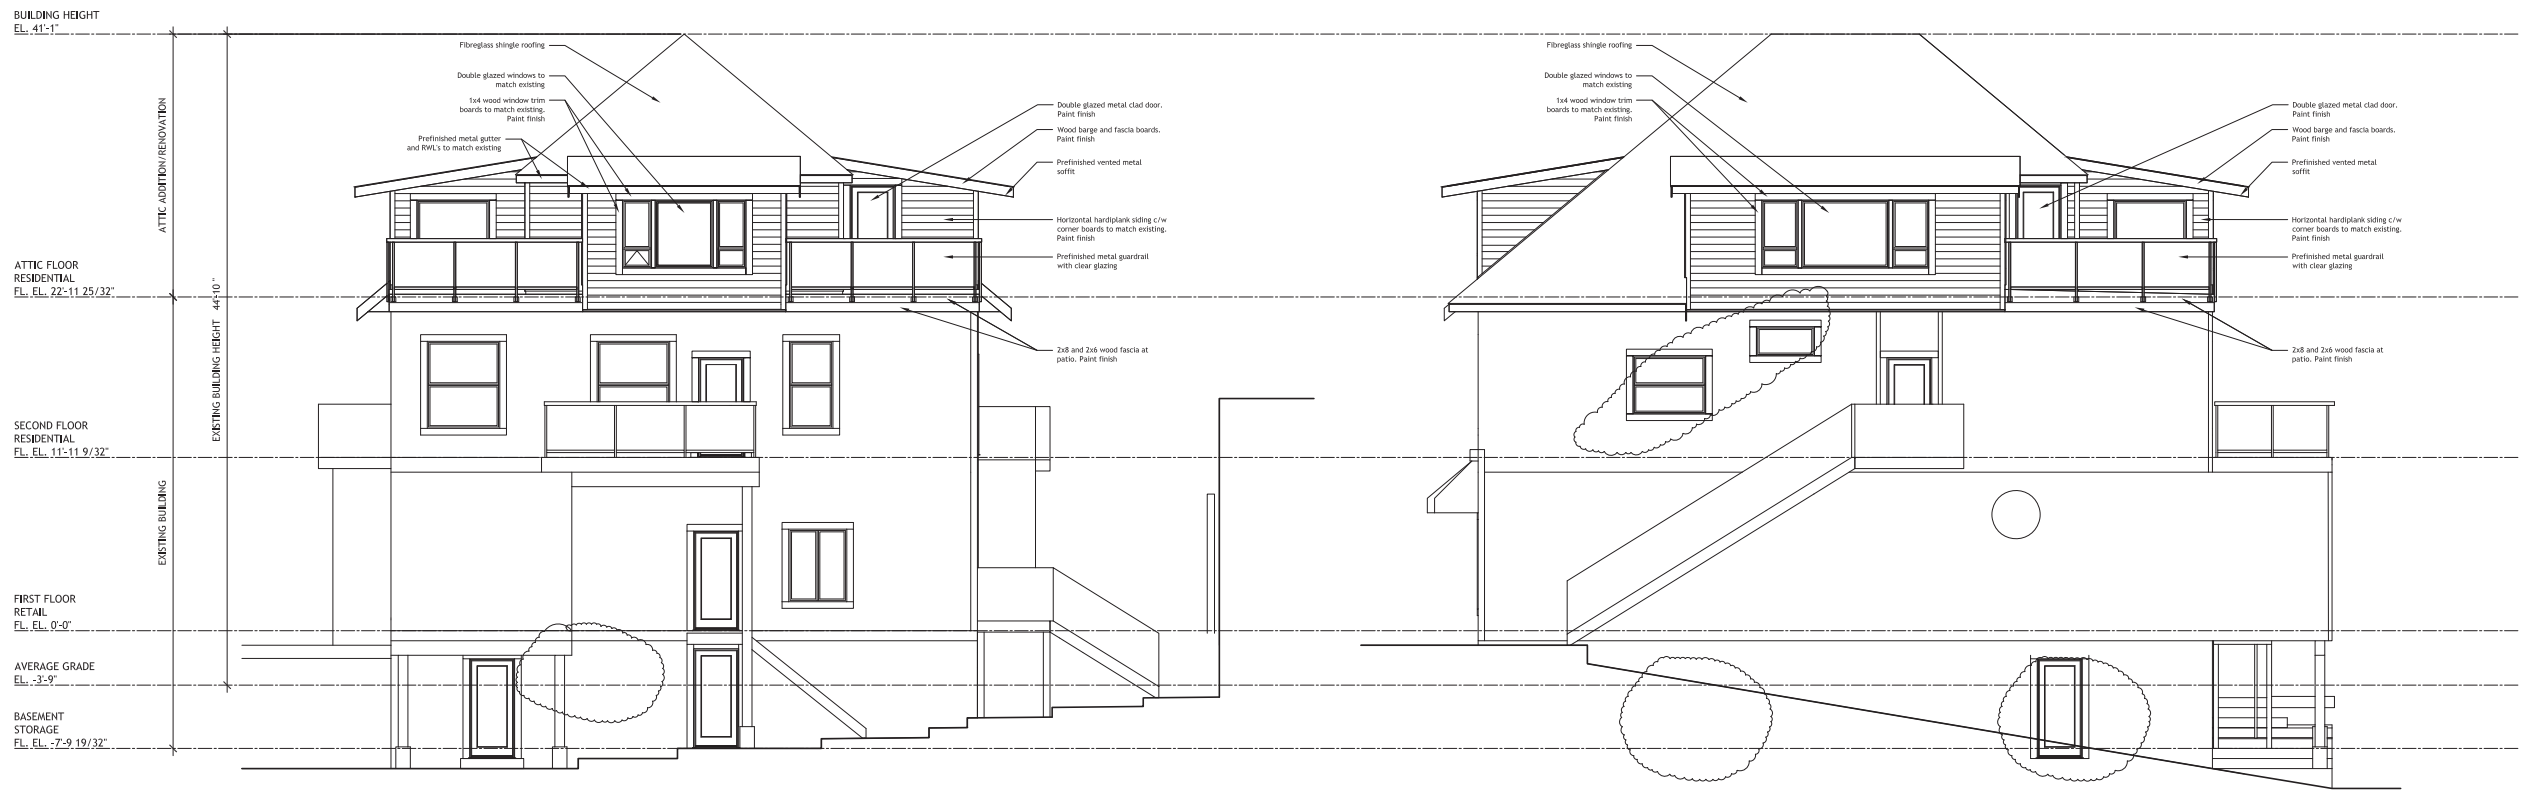 BUILDING HEIGHT
EL. 41'-1"
ATTIC ADDITION/RENOVATION
ATTIC FLOOR
RESIDENTIAL
FL. EL. 22'-11 25/32"
EXISTING BUILDING HEIGHT 44'-10"
SECOND FLOOR
RESIDENTIAL
FL. EL. 11'-11 9/32"
EXISTING BUILDING
FIRST FLOOR
RETAIL
FL. EL. 0'-0"
AVERAGE GRADE
EL. -3'-9"
BASEMENT
STORAGE
FL. EL. -7'-9 19/32"
Fibreglass shingle roofing
Double glazed windows to
match existing
1x4 wood window trim
boards to match existing.
Paint finish
Prefinished metal gutter
and RWL's to match existing
Double glazed metal clad door.
Paint finish
Wood barge and fascia boards.
Paint finish
Prefinished vented metal
soffit
Horizontal hardiplank siding c/w
corner boards to match existing.
Paint finish
Prefinished metal guardrail
with clear glazing
2x8 and 2x6 wood fascia at
patio. Paint finish
Fibreglass shingle roofing
Double glazed windows to
match existing
1x4 wood window trim
boards to match existing.
Paint finish
Double glazed metal clad door.
Paint finish
Wood barge and fascia boards.
Paint finish
Prefinished vented metal
soffit
Horizontal hardiplank siding c/w
corner boards to match existing.
Paint finish
Prefinished metal guardrail
with clear glazing
2x8 and 2x6 wood fascia at
patio. Paint finish